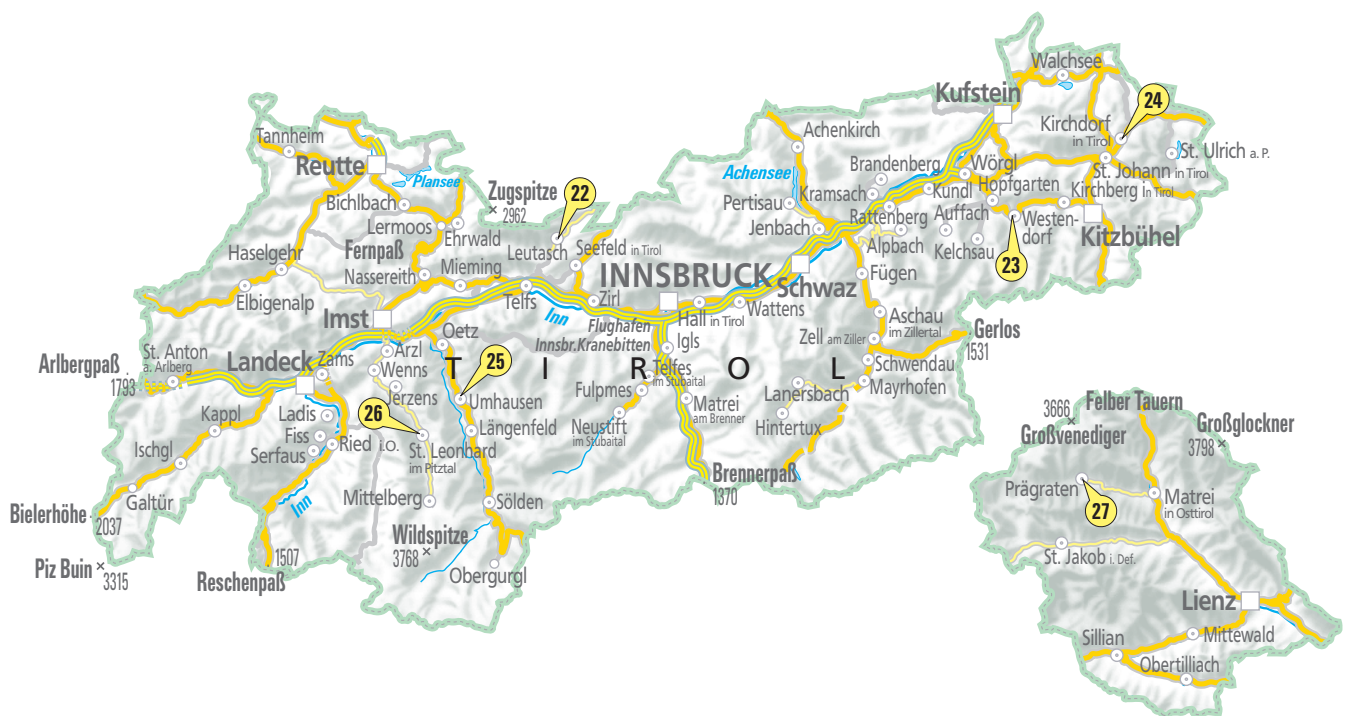 Walchsee
Kufstein
24
Kirchdorf
in Tirol
Tannheim
Achenkirch
Reutte
Brandenberg
Wörgl
St. Ulrich a. P.
Plansee
Achensee
St. Johann
in Tirol
Zugspitze
2962
22
Kramsach
Kundl
Hopfgarten
Kirchberg in Tirol
Bichlbach
Pertisau
Rattenberg
Auffach
Westen-
dorf
Lermoos
Ehrwald
Jenbach
Alpbach
Kelchsau
Kitzbühel
Fernpaß
Leutasch
Seefeld in Tirol
23
Haselgehr
Nassereith
Mieming
INNSBRUCK
Schwaz
Fügen
Elbigenalp
Telfs
Zirl
Wattens
Imst
Inn
Flughafen
Innsbr.Kranebitten
Hall in Tirol
Aschau
im Zillertal
Oetz
Igls
Zell am Ziller
Gerlos
1531
Arlbergpaß
1793
St. Anton
a. Arlberg
Landeck
Zams
Arzl
Wenns
TIROL
25
Telfes
im Stubaital
Schwendau
Mayrhofen
Jerzens
Umhausen
Fulpmes
Lanersbach
Kappl
Ladis
26
Matrei
am Brenner
Hintertux
Fiss
Längenfeld
Neustift
im Stubaital
Ischgl
Serfaus
Ried i.O.
St. Leonhard
im Pitztal
Galtür
Inn
Mittelberg
Sölden
Brennerpaß
1370
Bielerhöhe
2037
Wildspitze
3768
Piz Buin
3315
1507
Reschenpaß
Obergurgl
3666
Großvenediger
Felber Tauern
Großglockner
3798
Prägraten
27
Matrei
in Osttirol
St. Jakob i. Def.
Lienz
Sillian
Mittewald
Obertilliach